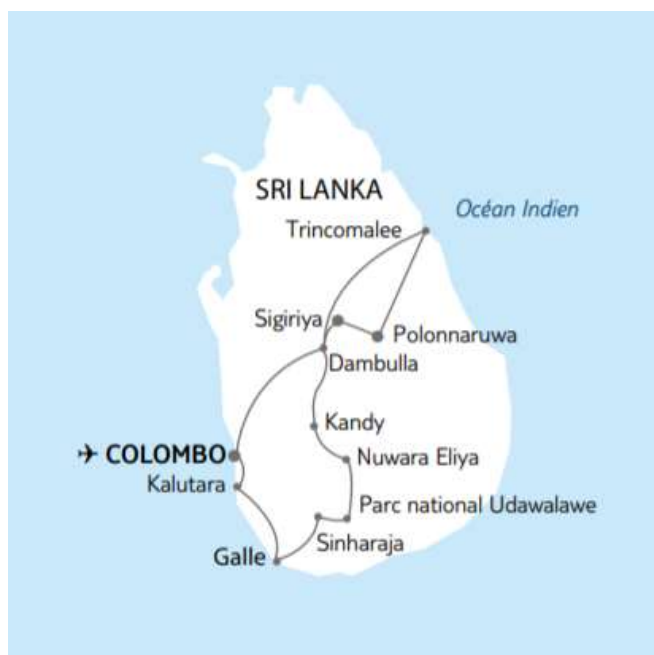 SRI LANKA
Océan Indien
Trincomalee
Sigiriya
Polonnaruwa
Dambulla
Kandy
COLOMBO
Nuwara Eliya
Kalutara
Parc national Udawalawe
Sinharaja
Galle